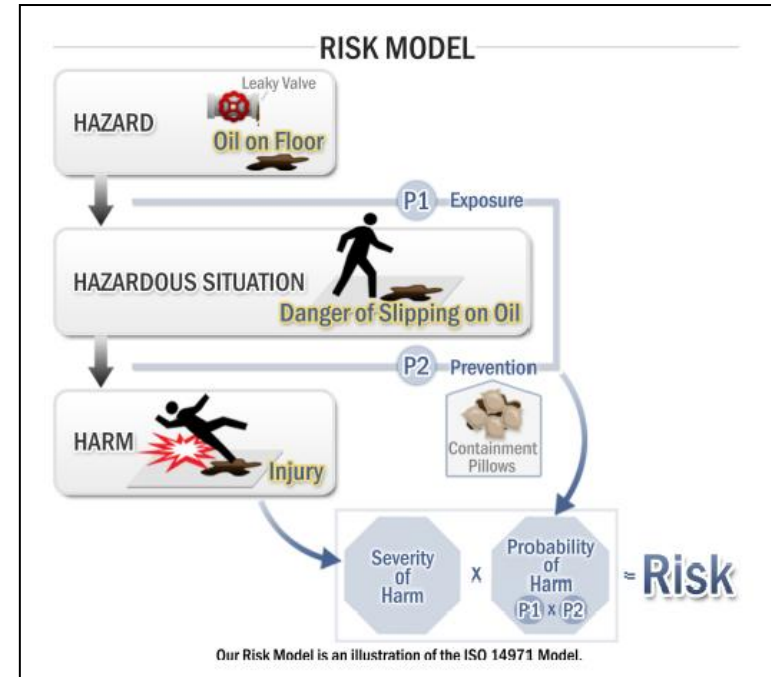 RISK MODEL
Leaky Valve
HAZARD
Oil on Floor
P1 Exposure
HAZARDOUS SITUATION
Danger of Slipping on Oil
P2 Prevention
HARM
Injury
Containment
Pillows
Severity
of
Harm
X
Probability
of
Harm
P1 x P2
≈ Risk
Our Risk Model is an illustration of the ISO 14971 Model.